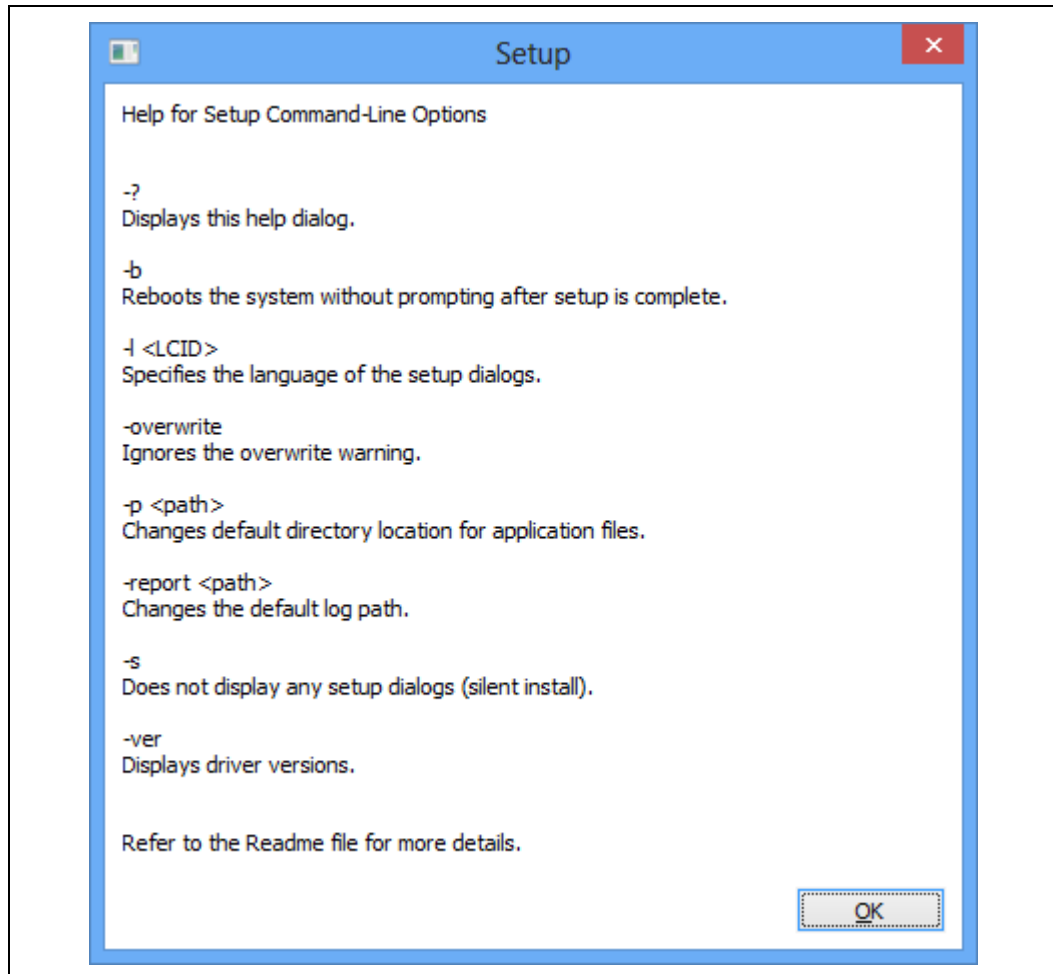 Setup
Help for Setup Command-Line Options
-?
Displays this help dialog.
-b
Reboots the system without prompting after setup is complete.
-l <LCID>
Specifies the language of the setup dialogs.
-overwrite
Ignores the overwrite warning.
-p <path>
Changes default directory location for application files.
-report <path>
Changes the default log path.
-s
Does not display any setup dialogs (silent install).
-ver
Displays driver versions.
Refer to the Readme file for more details.
OK